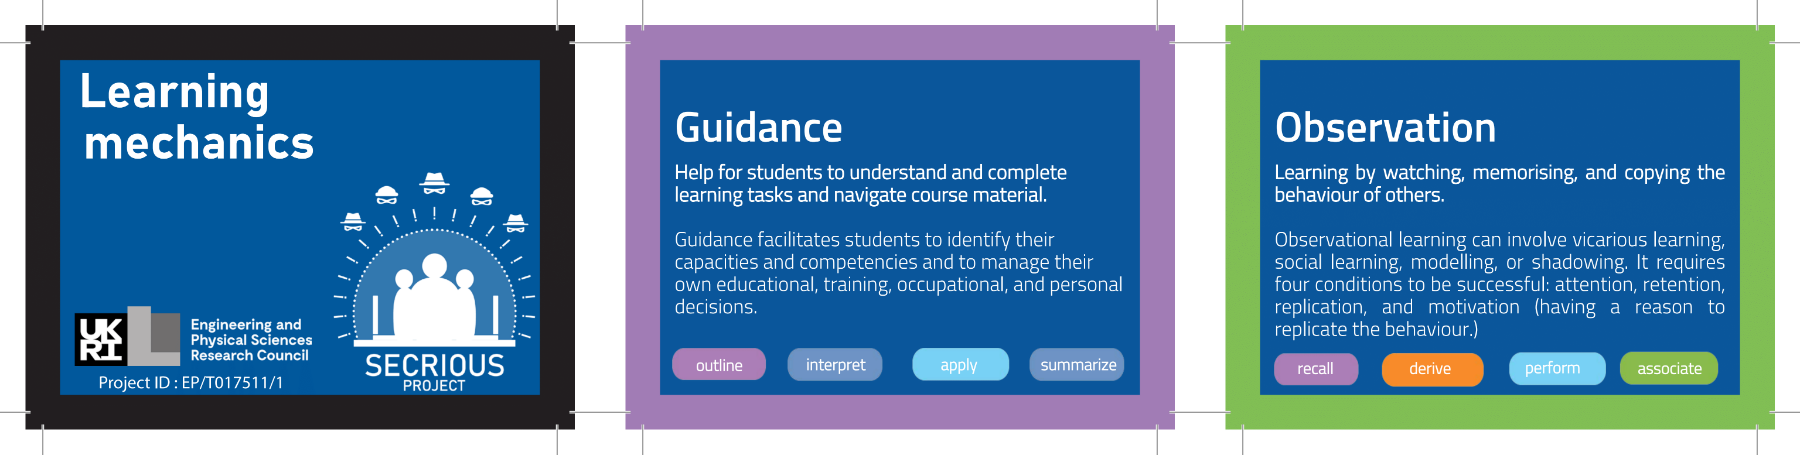 Learning
mechanics
UK
RI
Engineering and
Physical Sciences
Research Council
Project ID : EP/T017511/1
SECRIOUS
PROJECT
Guidance
Help for students to understand and complete
learning tasks and navigate course material.
Guidance facilitates students to identify their
capacities and competencies and to manage their
own educational, training, occupational, and personal
decisions.
outline interpret apply summarize
Observation
Learning by watching, memorising, and copying the
behaviour of others.
Observational learning can involve vicarious learning,
social learning, modelling, or shadowing. It requires
four conditions to be successful: attention, retention,
replication, and motivation (having a reason to
replicate the behaviour.)
recall derive perform associate